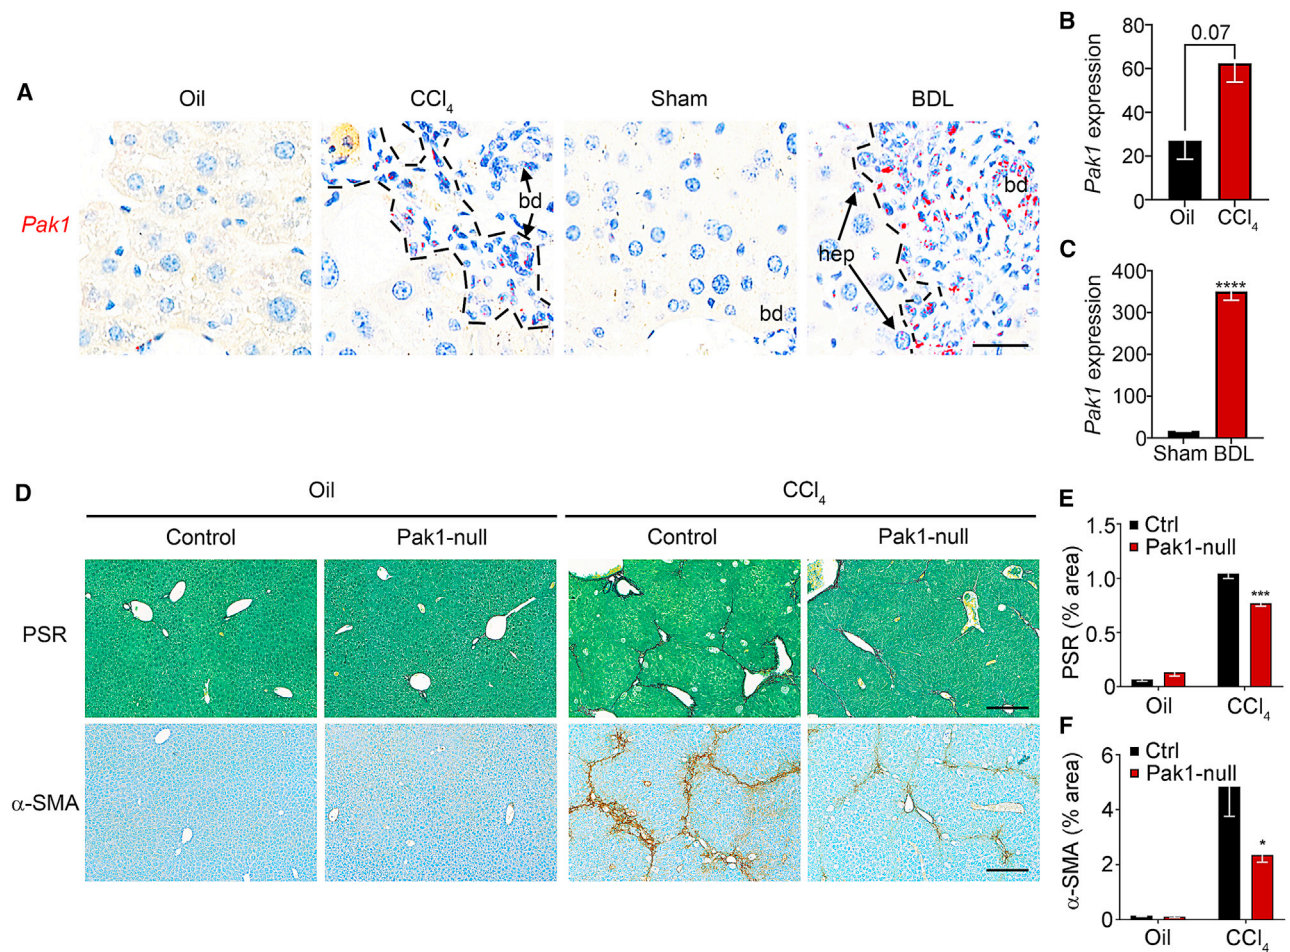 A
Oil
CCl₄
Sham
BDL
Pak1
bd
bd
hep
bd
B
Pak1 expression
80
60
40
20
0
0.07
Oil
CCl₄
C
Pak1 expression
400
300
200
100
0
****
Sham BDL
D
Oil
CCl₄
Control
Pak1-null
Control
Pak1-null
PSR
α-SMA
E
PSR (% area)
1.5
1.0
0.5
0
Ctrl
Pak1-null
***
Oil
CCl₄
F
α-SMA (% area)
6
4
2
0
Ctrl
Pak1-null
*
Oil
CCl₄